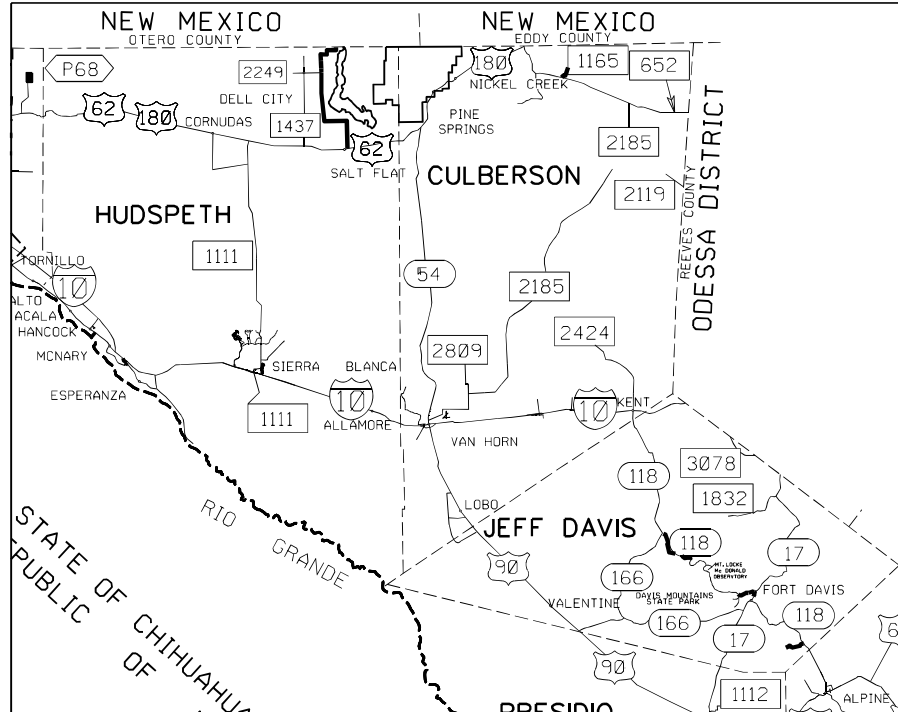 NEW MEXICO
OTERO COUNTY
NEW MEXICO
EDDY COUNTY
P68
2249
180
1165
652
DELL CITY
NICKEL CREEK
62
180
CORNUDAS
1437
PINE
SPRINGS
62
2185
SALT FLAT
CULBERSON
2119
HUDSPETH
REEVES COUNTY
ODESSA DISTRICT
1111
TORNILLO
10
54
2185
ALTO
ACALA
HANCOCK
MCNARY
2424
2809
SIERRA BLANCA
ESPERANZA
10
10
KENT
1111
ALLAMORE
VAN HORN
118
3078
1832
LOBO
RIO
GRANDE
JEFF DAVIS
118
17
STATE OF CHIHUAHUA
EPUBLIC
OF
90
166
MT. LOCKE
Mc DONALD
OBSERVTORY
DAVIS MOUNTAINS
STATE PARK
FORT DAVIS
VALENTINE
166
118
17
6
90
1112
ALPINE
PRESIDIO